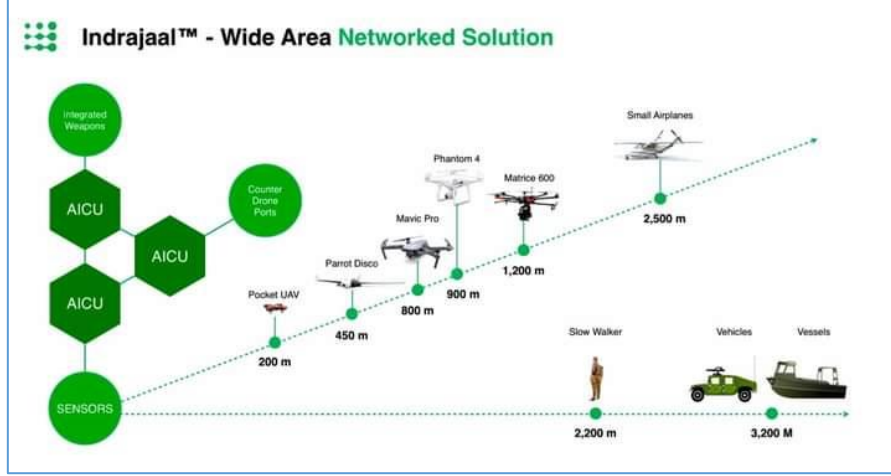 Indrajaal™ - Wide Area Networked Solution
Integrated
Weapons
AICU
Counter
Drone
Ports
AICU
AICU
SENSORS
Pocket UAV
200 m
Parrot Disco
450 m
Mavic Pro
800 m
Phantom 4
900 m
Matrice 600
1,200 m
Small Airplanes
2,500 m
Slow Walker
2,200 m
Vehicles
Vessels
3,200 M